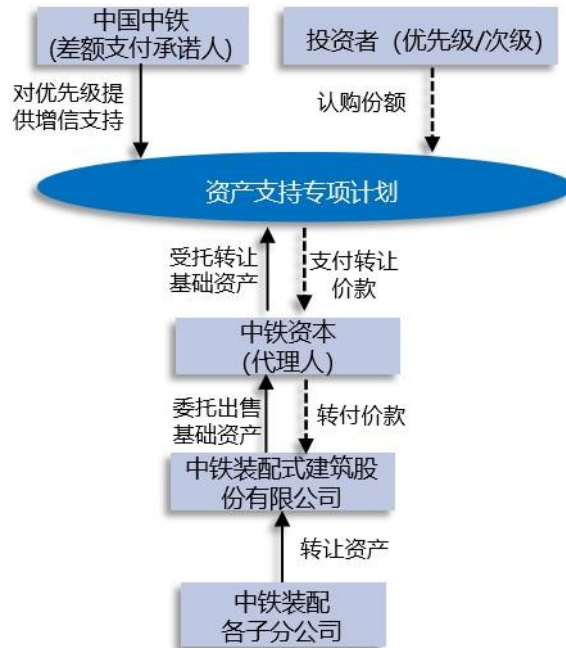 中国中铁
(差额支付承诺人)
投资者（优先级/次级）
对优先级提
供增信支持
认购份额
资产支持专项计划
受托转让
基础资产
支付转让
价款
中铁资本
(代理人)
委托出售
基础资产
转付价款
中铁装配式建筑股
份有限公司
转让资产
中铁装配
各子分公司